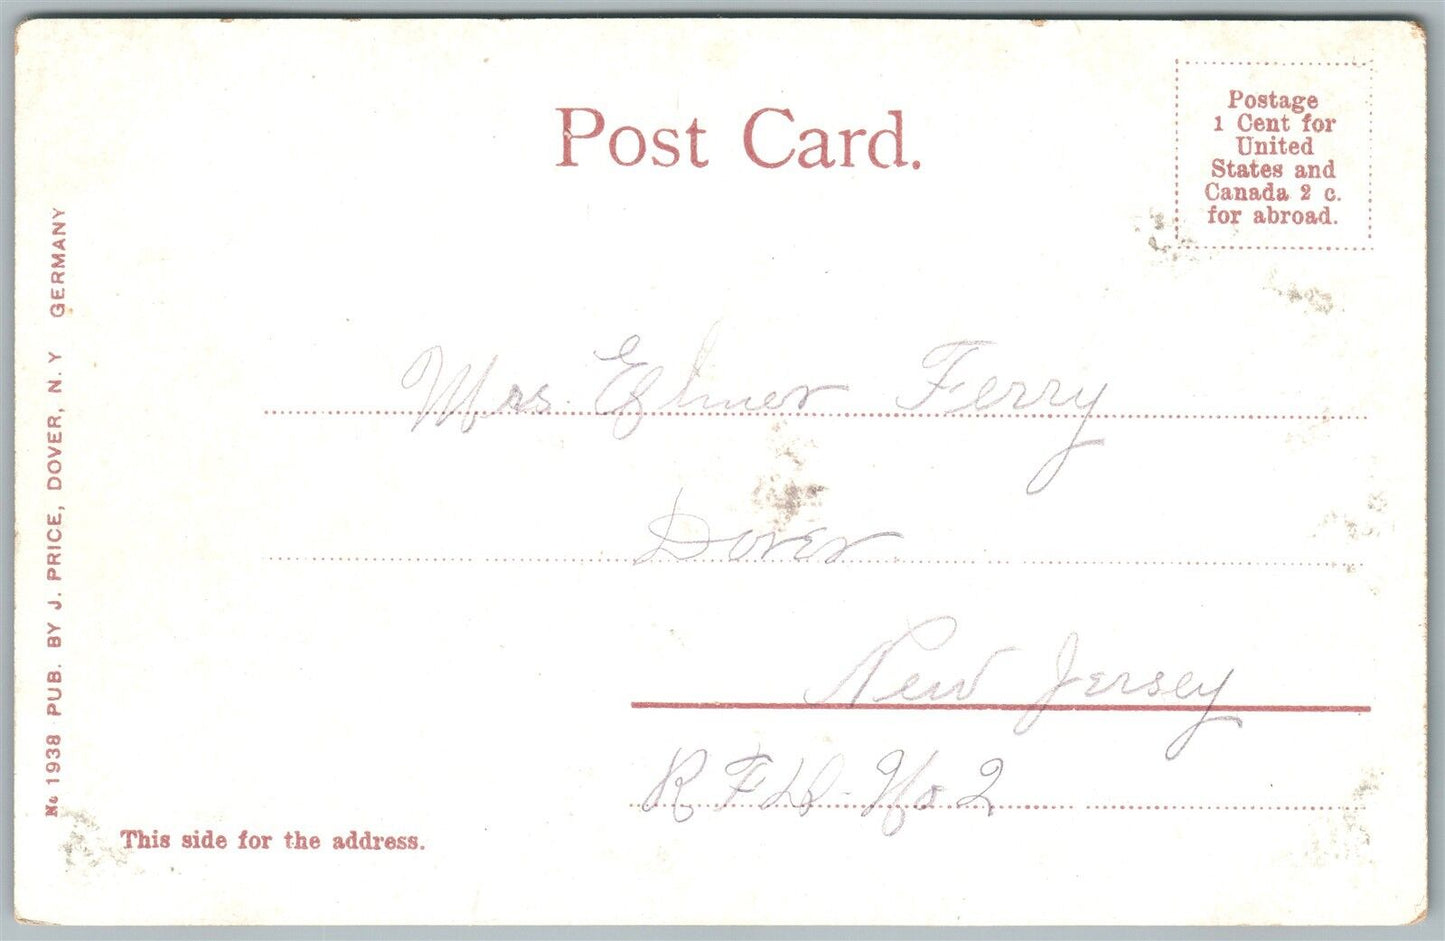 Post Card.
Postage
1 Cent for
United
States and
Canada 2 c.
for abroad.
Mrs. Elmer Ferry
Dover
New Jersey
R F D - No 2
This side for the address.
No 1938 PUB. BY J. PRICE, DOVER, N. Y GERMANY